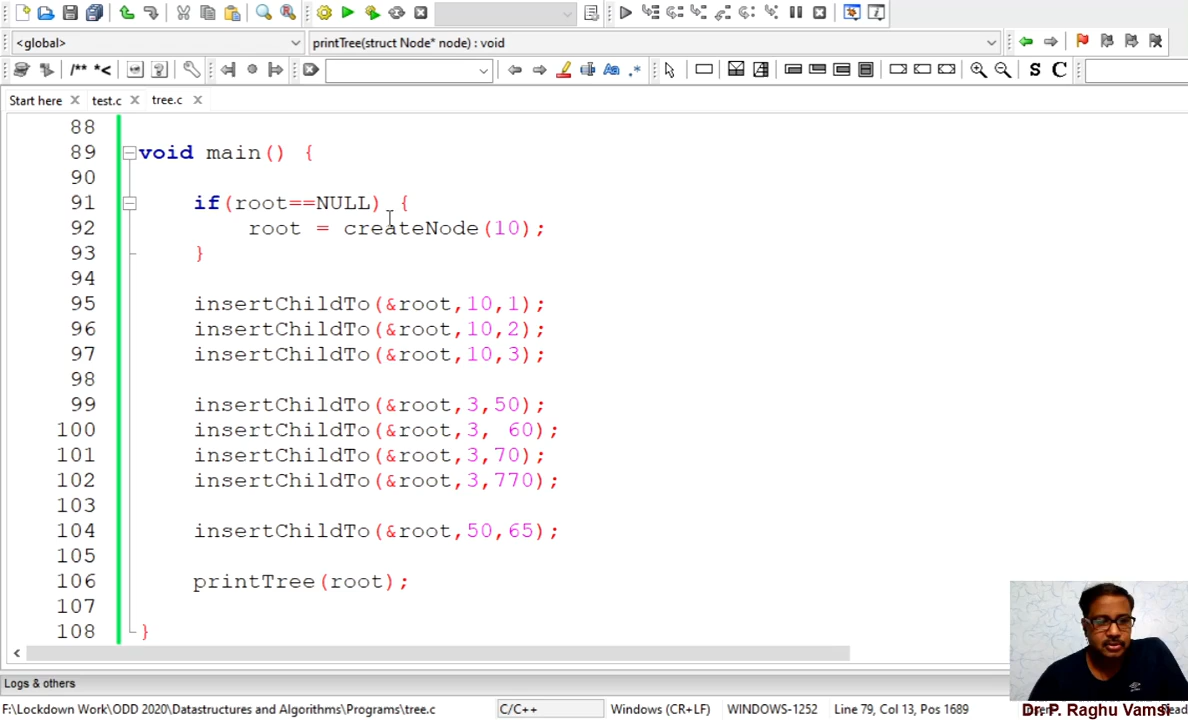 <global>
printTree(struct Node* node) : void
/** *<
S C
Start here
test.c
tree.c
88
89 void main() {
90
91 if(root==NULL) {
92 root = createNode(10);
93 }
94
95 insertChildTo(&root,10,1);
96 insertChildTo(&root,10,2);
97 insertChildTo(&root,10,3);
98
99 insertChildTo(&root,3,50);
100 insertChildTo(&root,3, 60);
101 insertChildTo(&root,3,70);
102 insertChildTo(&root,3,770);
103
104 insertChildTo(&root,50,65);
105
106 printTree(root);
107
108 }
Logs & others
F:\Lockdown Work\ODD 2020\Datastructures and Algorithms\Programs\tree.c C/C++ Windows (CR+LF) WINDOWS-1252 Line 79, Col 13, Pos 1689
Dr. P. Raghu Vamsi